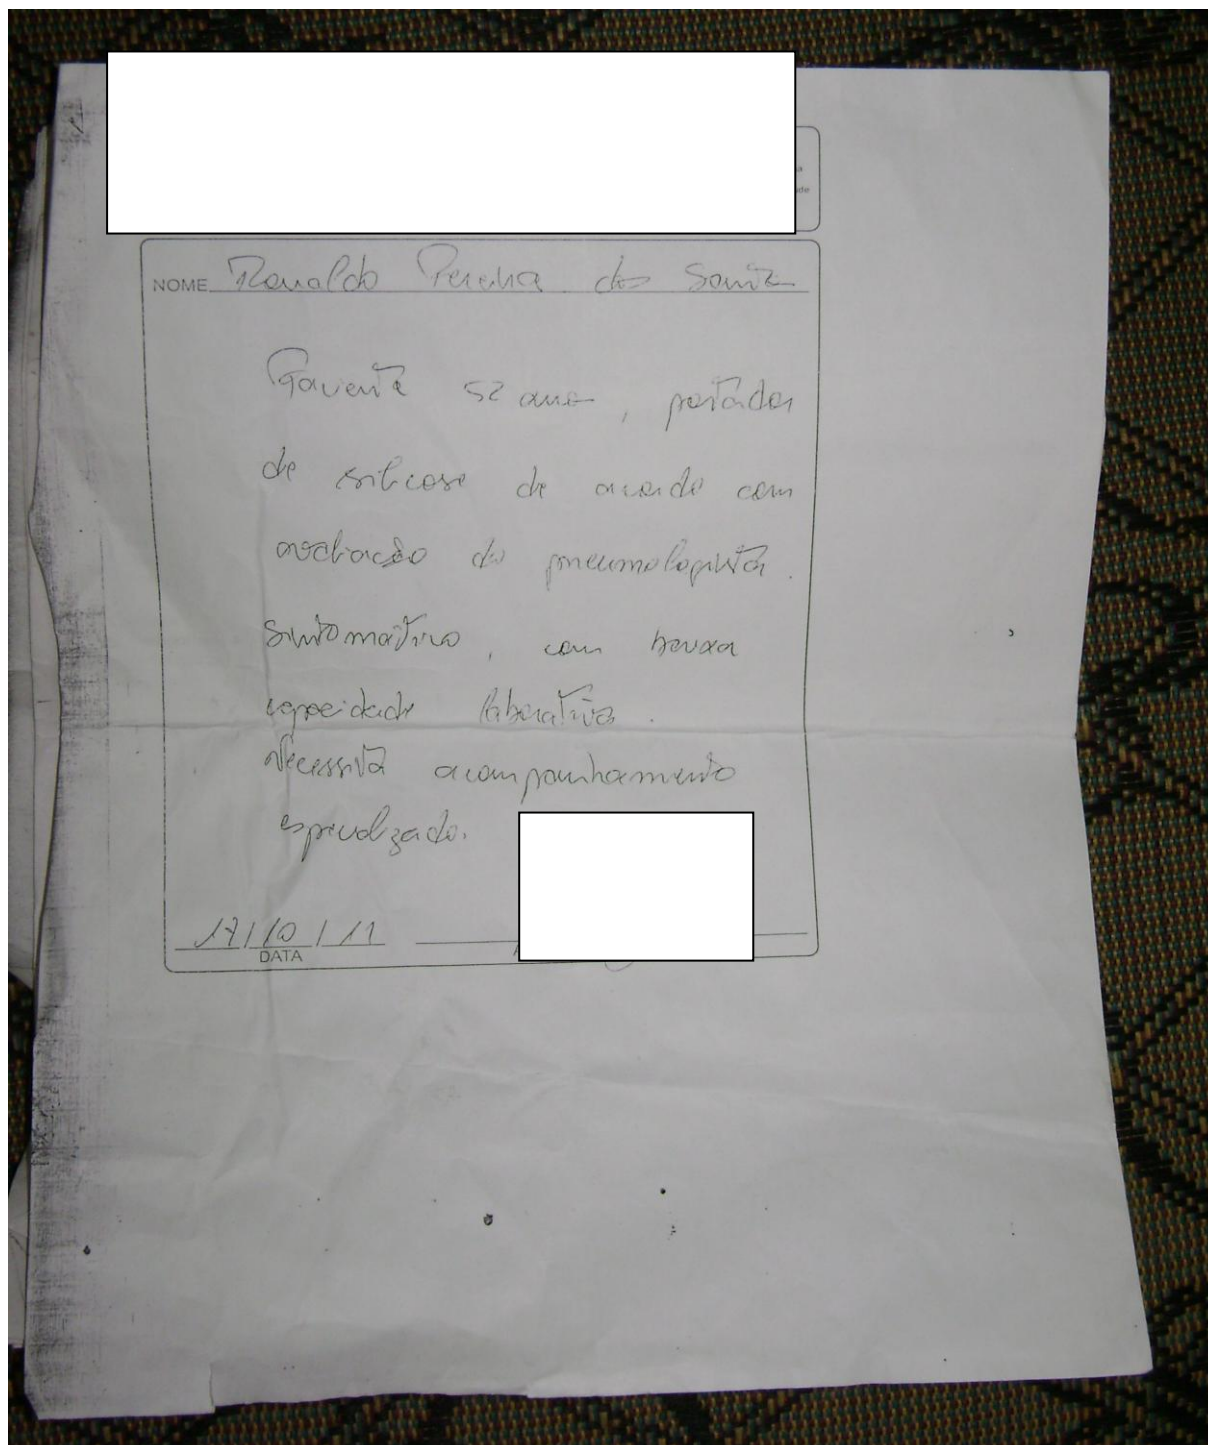 NOME Ronaldo Pereira dos Santos
Paciente 52 anos, portador
de silicose de acordo com
avaliação do pneumologista.
Sintomático, com baixa
capacidade laborativa.
Necessita acompanhamento
especializado.
17/10/11
DATA